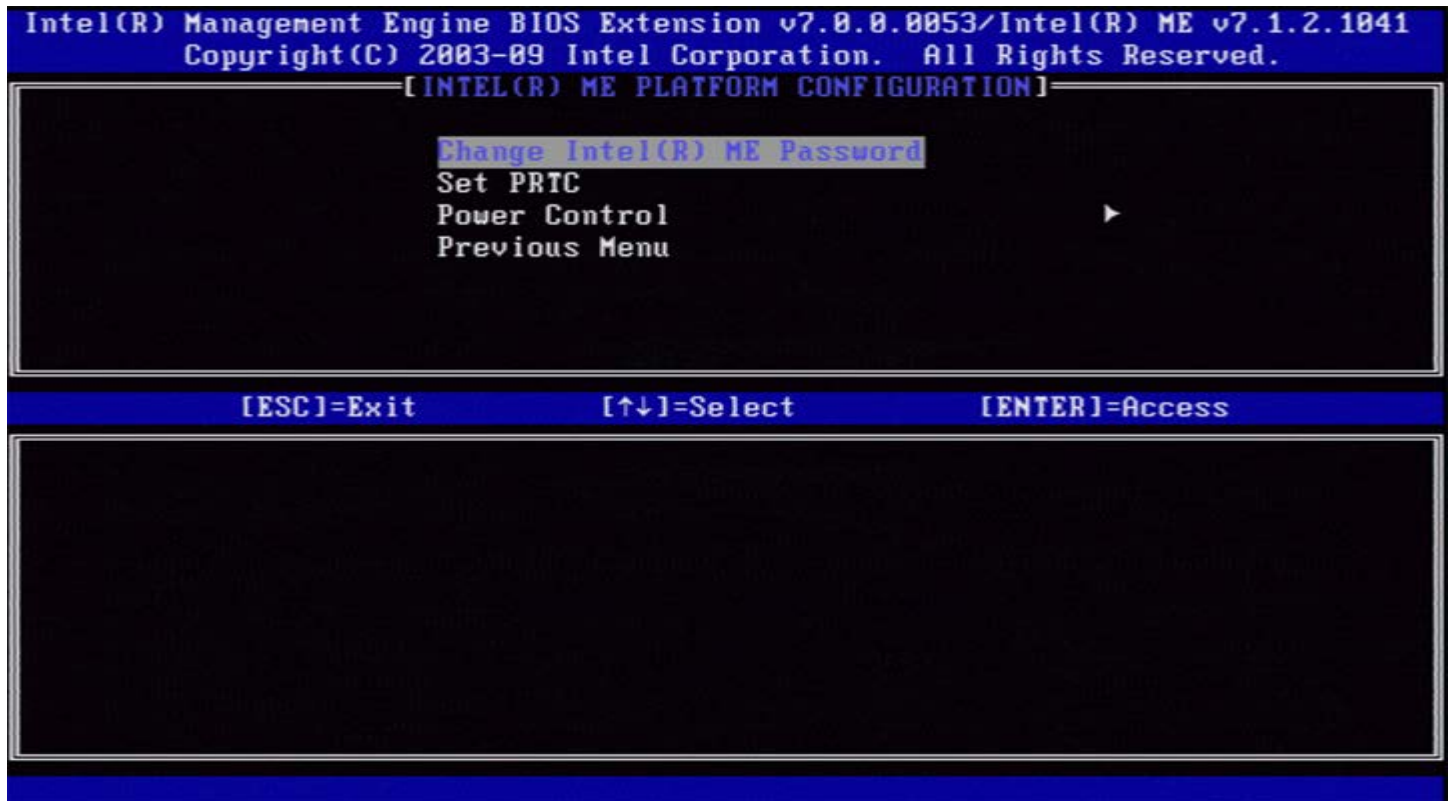 Intel(R) Management Engine BIOS Extension v7.0.0.0053/Intel(R) ME v7.1.2.1041
Copyright(C) 2003-09 Intel Corporation. All Rights Reserved.
[INTEL(R) ME PLATFORM CONFIGURATION]
Change Intel(R) ME Password
Set PRTC
Power Control ►
Previous Menu
[ESC]=Exit [↑↓]=Select [ENTER]=Access